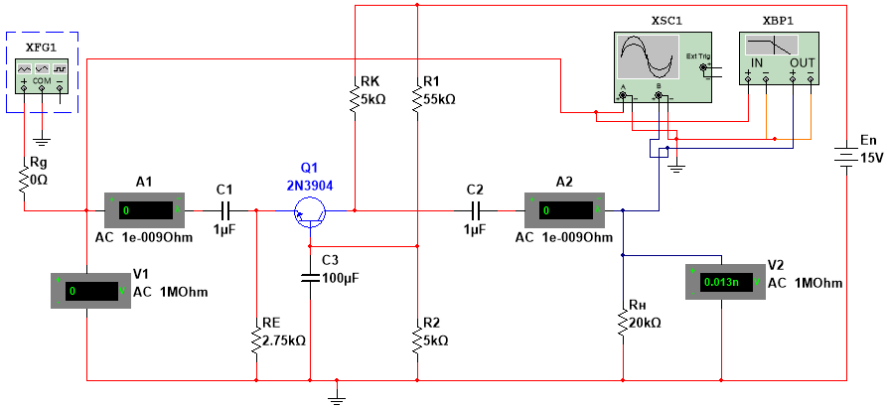 XFG1
COM
Rg
0Ω
A1
0
AC 1e-009Ohm
V1
0
AC 1MOhm
C1
1µF
RE
2.75kΩ
Q1
2N3904
C3
100µF
RK
5kΩ
R1
55kΩ
R2
5kΩ
C2
1µF
A2
0
AC 1e-009Ohm
RH
20kΩ
V2
0.013n
AC 1MOhm
XSC1
Ext Trig
A
B
XBP1
IN
OUT
En
15V